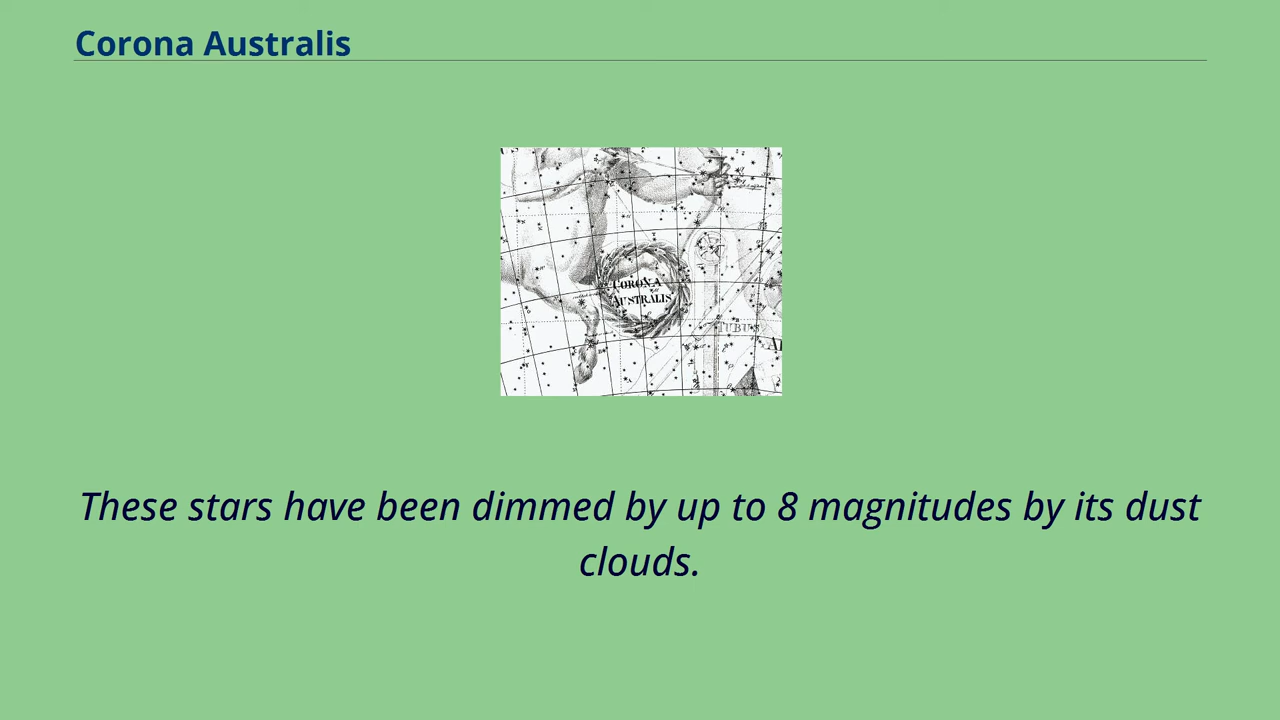 Corona Australis
CORONA
AUSTRALIS
TUBUS
These stars have been dimmed by up to 8 magnitudes by its dust
clouds.